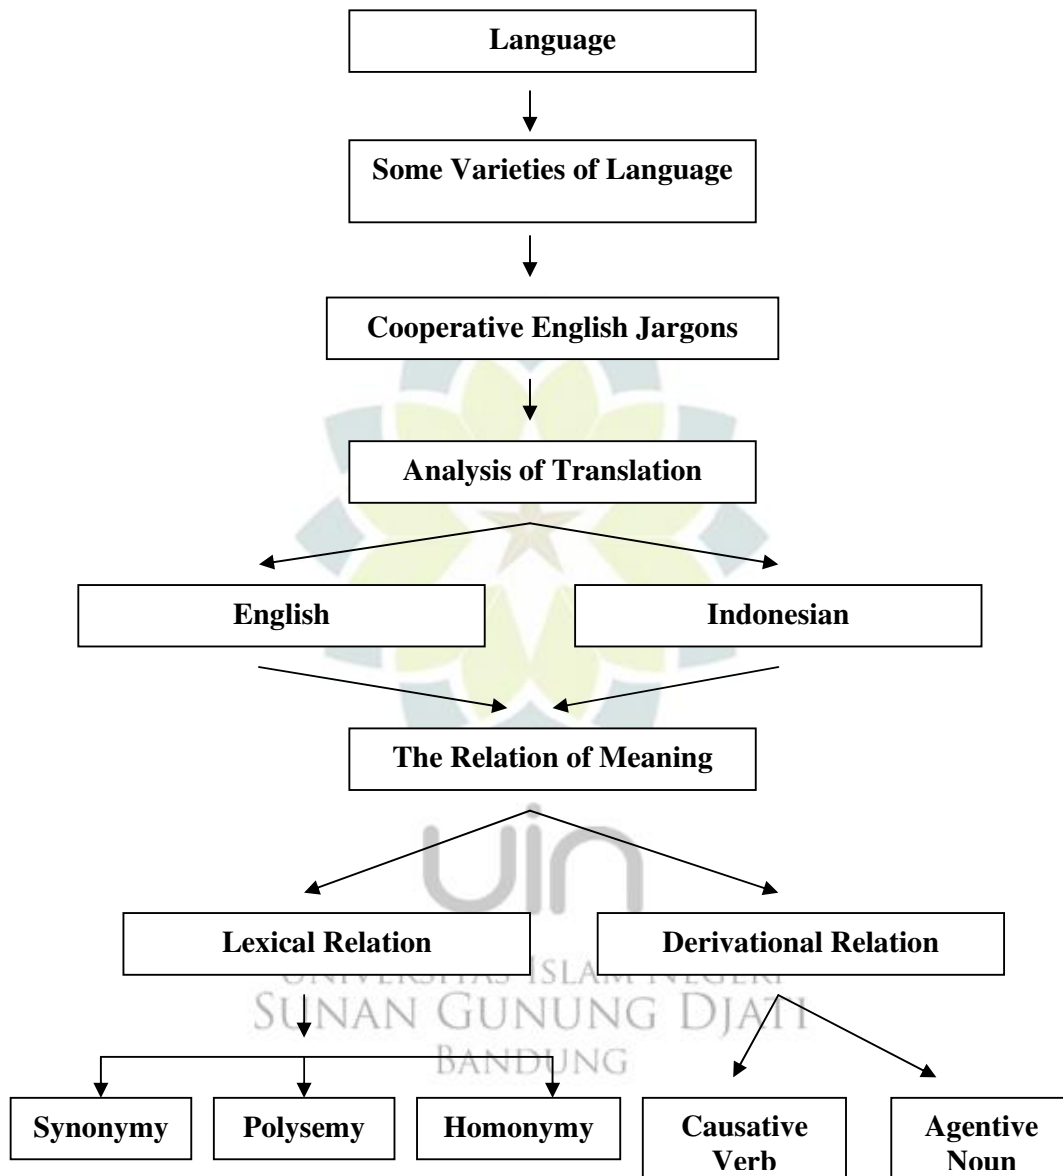 Language
Some Varieties of Language
Cooperative English Jargons
Analysis of Translation
English
Indonesian
The Relation of Meaning
uin
Lexical Relation
Derivational Relation
UNIVERSITAS ISLAM NEGERI
SUNAN GUNUNG DJATI
BANDUNG
Synonymy
Polysemy
Homonymy
Causative
Verb
Agentive
Noun